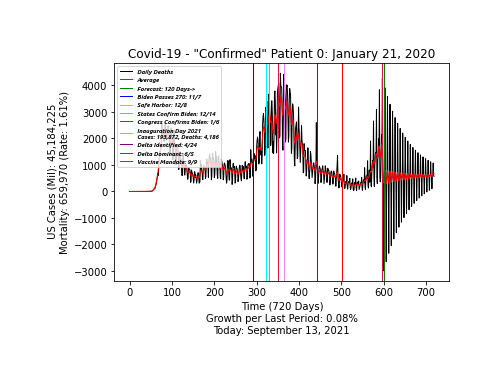 Covid-19 - "Confirmed" Patient 0: January 21, 2020
US Cases (Mil): 45,184,225
Mortality: 659,970 (Rate: 1.61%)
4000
3000
2000
1000
0
−1000
−2000
−3000
Daily Deaths
Average
Forecast: 120 Days->
Biden Passes 270: 11/7
Safe Harbor: 12/8
States Confirm Biden: 12/14
Congress Confirms Biden: 1/6
Inauguration Day 2021
Cases: 193,872, Deaths: 4,186
Delta Identified: 4/24
Delta Dominant: 6/5
Vaccine Mandate: 9/9
0 100 200 300 400 500 600 700
Time (720 Days)
Growth per Last Period: 0.08%
Today: September 13, 2021